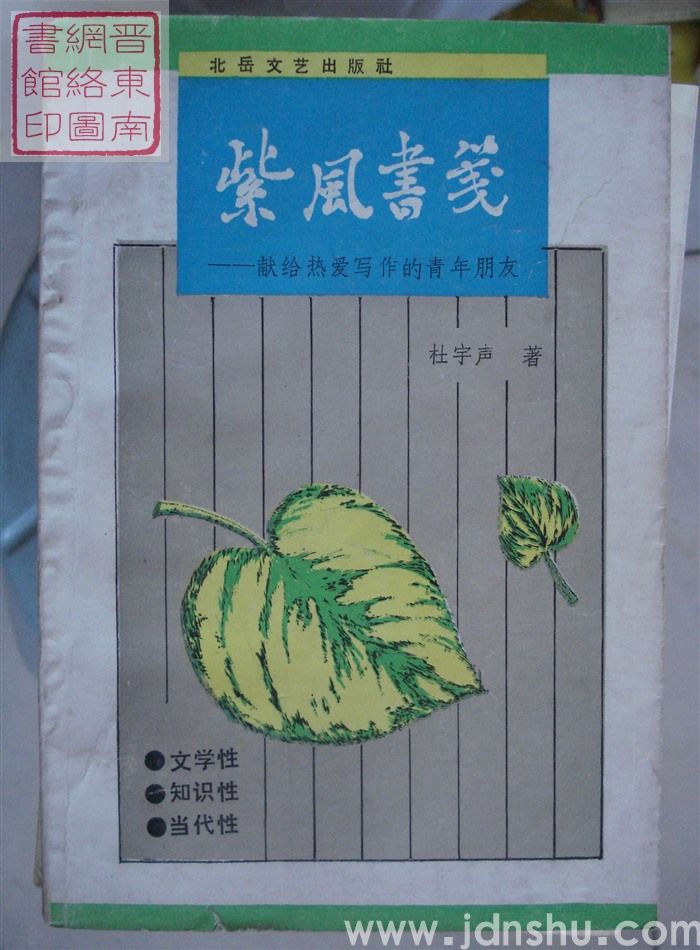 晋東南
網絡圖
書館印
北岳文艺出版社
紫風書箋
——献给热爱写作的青年朋友
杜宇声 著
●文学性
●知识性
●当代性
www.jdnshu.com